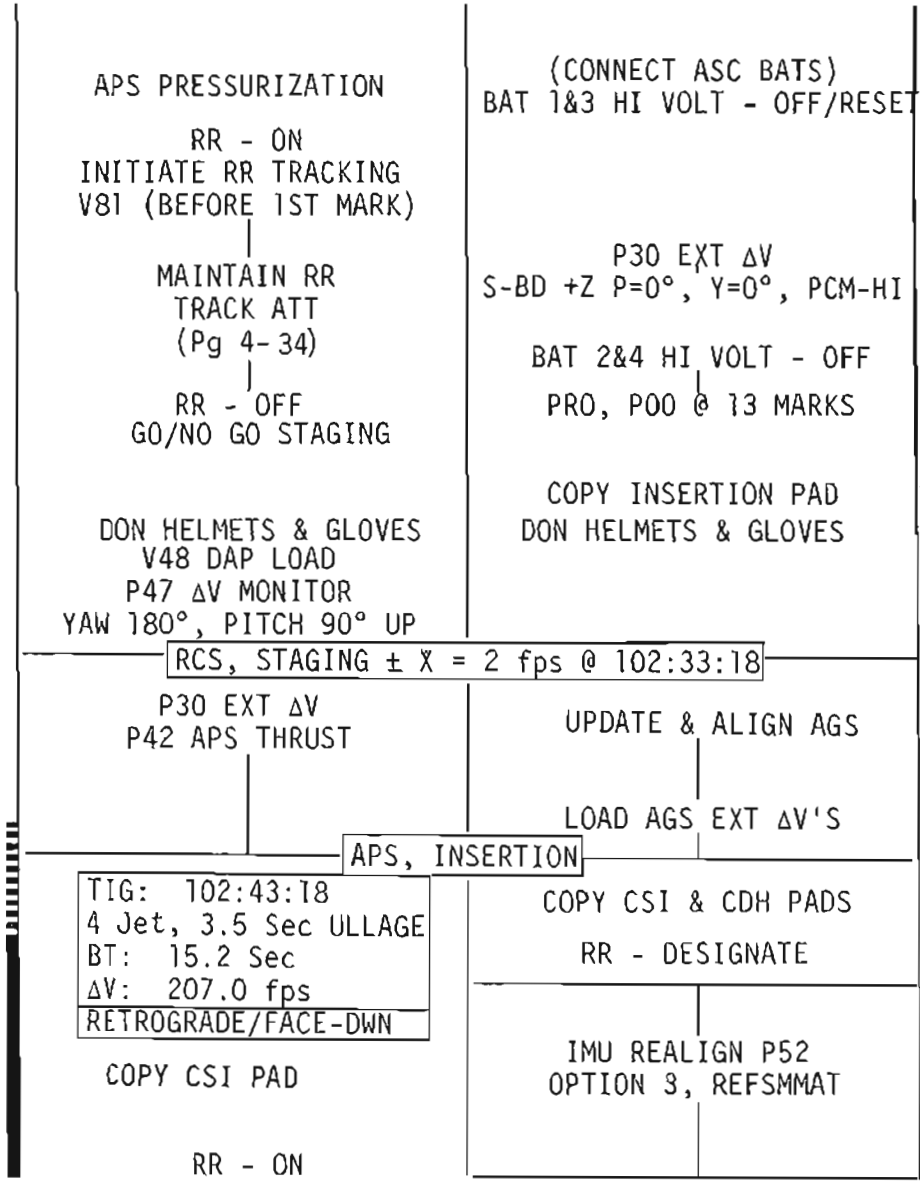 APS PRESSURIZATION
RR - ON
INITIATE RR TRACKING
V81 (BEFORE 1ST MARK)
MAINTAIN RR
TRACK ATT
(Pg 4-34)
RR - OFF
GO/NO GO STAGING
DON HELMETS & GLOVES
V48 DAP LOAD
P47 ΔV MONITOR
YAW 180°, PITCH 90° UP
(CONNECT ASC BATS)
BAT 1&3 HI VOLT - OFF/RESET
P30 EXT ΔV
S-BD +Z P=0°, Y=0°, PCM-HI
BAT 2&4 HI VOLT - OFF
PRO, POO @ 13 MARKS
COPY INSERTION PAD
DON HELMETS & GLOVES
RCS, STAGING ± Ẋ = 2 fps @ 102:33:18
P30 EXT ΔV
P42 APS THRUST
UPDATE & ALIGN AGS
LOAD AGS EXT ΔV'S
APS, INSERTION
TIG: 102:43:18
4 Jet, 3.5 Sec ULLAGE
BT: 15.2 Sec
ΔV: 207.0 fps
RETROGRADE/FACE-DWN
COPY CSI PAD
RR - ON
COPY CSI & CDH PADS
RR - DESIGNATE
IMU REALIGN P52
OPTION 3, REFSMMAT